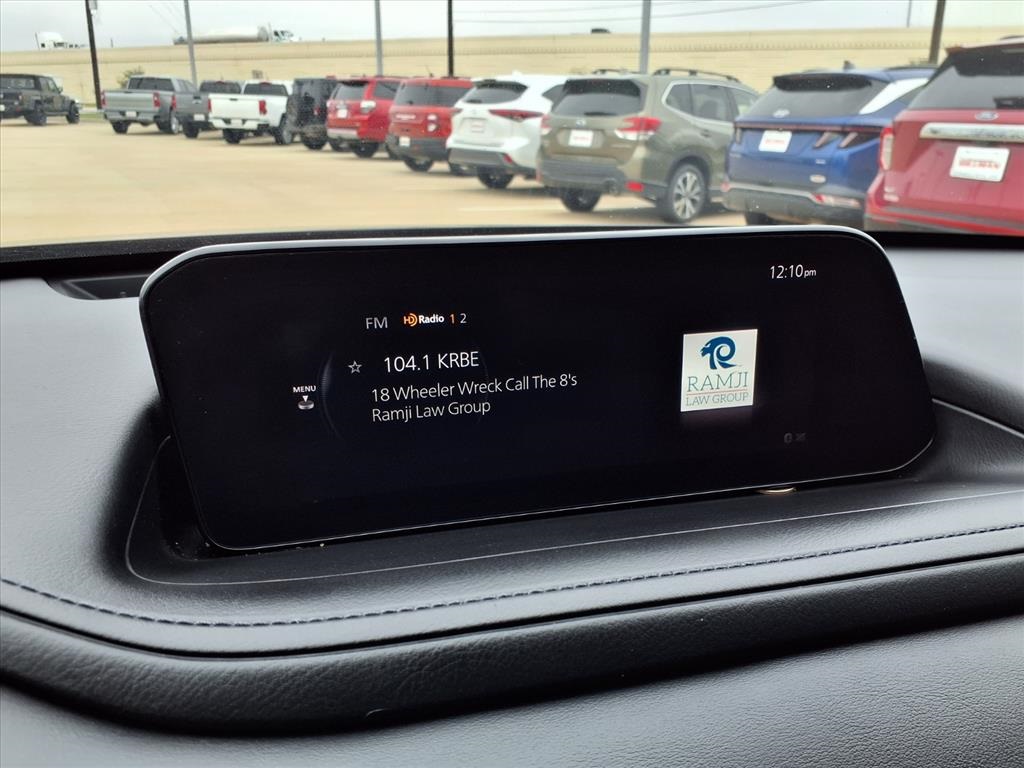 12:10pm
FM HD Radio 1 2
104.1 KRBE
MENU
18 Wheeler Wreck Call The 8's
Ramji Law Group
RAMJI
LAW GROUP